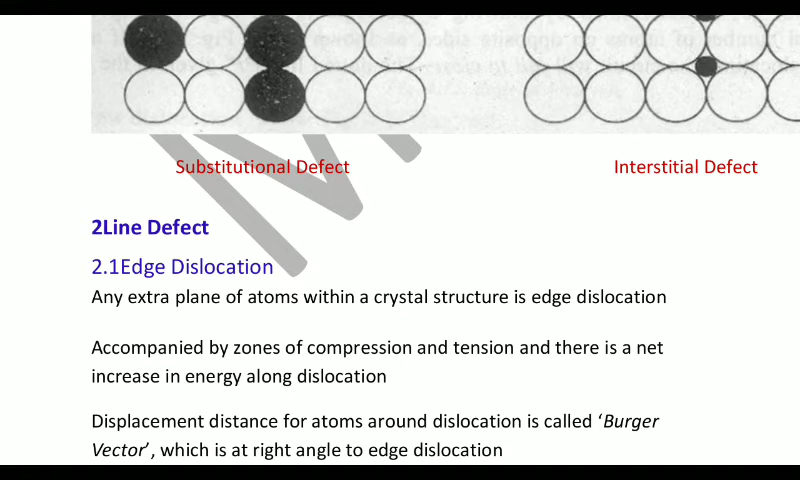 Substitutional Defect
Interstitial Defect
2Line Defect
2.1Edge Dislocation
Any extra plane of atoms within a crystal structure is edge dislocation
Accompanied by zones of compression and tension and there is a net
increase in energy along dislocation
Displacement distance for atoms around dislocation is called ‘Burger
Vector’, which is at right angle to edge dislocation